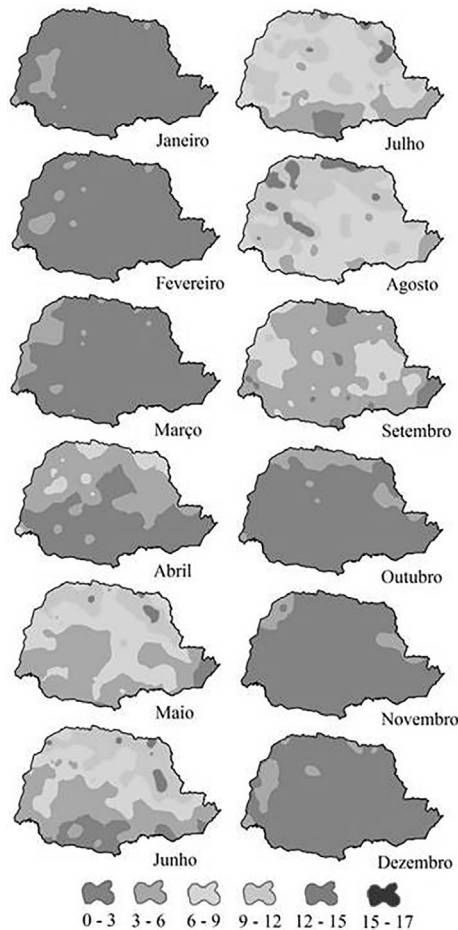 Janeiro
Julho
Fevereiro
Agosto
Março
Setembro
Abril
Outubro
Maio
Novembro
Junho
Dezembro
0 - 3 3 - 6 6 - 9 9 - 12 12 - 15 15 - 17